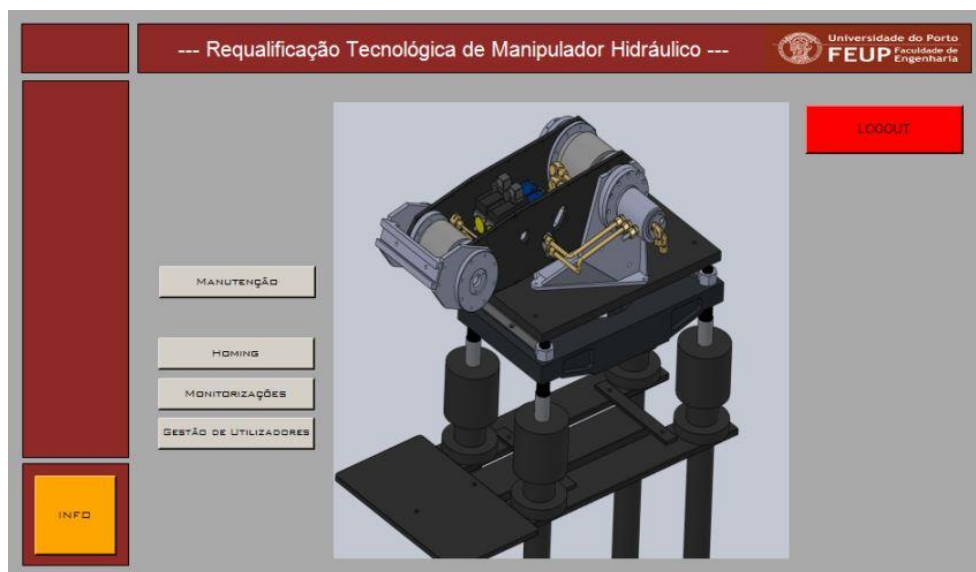 --- Requalificação Tecnológica de Manipulador Hidráulico ---
Universidade do Porto
FEUP Faculdade de
Engenharia
LOGOUT
MANUTENÇÃO
HOMING
MONITORIZAÇÕES
GESTÃO DE UTILIZADORES
INFO